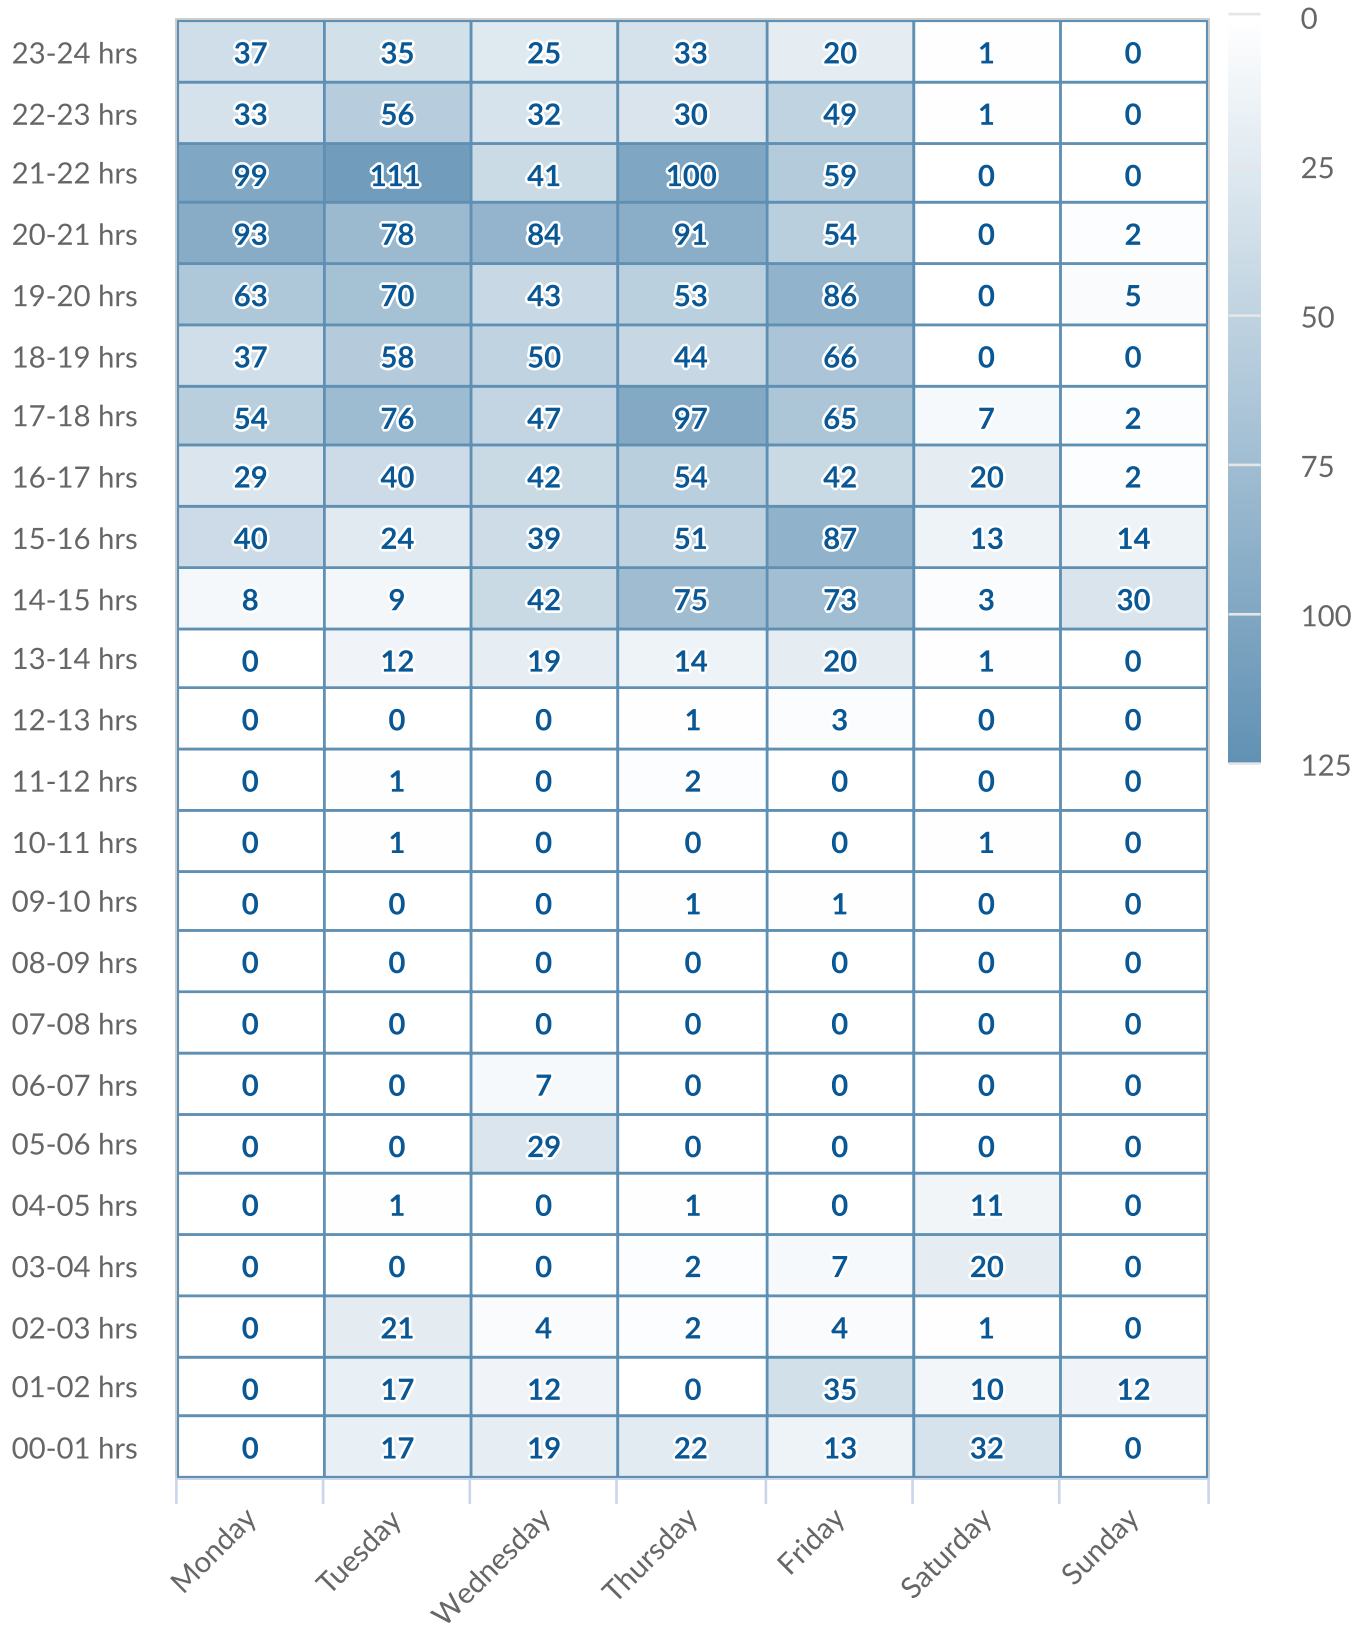 23-24 hrs 37 35 25 33 20 1 0 0
22-23 hrs 33 56 32 30 49 1 0
21-22 hrs 99 111 41 100 59 0 0 25
20-21 hrs 93 78 84 91 54 0 2
19-20 hrs 63 70 43 53 86 0 5 50
18-19 hrs 37 58 50 44 66 0 0
17-18 hrs 54 76 47 97 65 7 2
16-17 hrs 29 40 42 54 42 20 2 75
15-16 hrs 40 24 39 51 87 13 14
14-15 hrs 8 9 42 75 73 3 30 100
13-14 hrs 0 12 19 14 20 1 0
12-13 hrs 0 0 0 1 3 0 0
11-12 hrs 0 1 0 2 0 0 0 125
10-11 hrs 0 1 0 0 0 1 0
09-10 hrs 0 0 0 1 1 0 0
08-09 hrs 0 0 0 0 0 0 0
07-08 hrs 0 0 0 0 0 0 0
06-07 hrs 0 0 7 0 0 0 0
05-06 hrs 0 0 29 0 0 0 0
04-05 hrs 0 1 0 1 0 11 0
03-04 hrs 0 0 0 2 7 20 0
02-03 hrs 0 21 4 2 4 1 0
01-02 hrs 0 17 12 0 35 10 12
00-01 hrs 0 17 19 22 13 32 0
Monday Tuesday Wednesday Thursday Friday Saturday Sunday